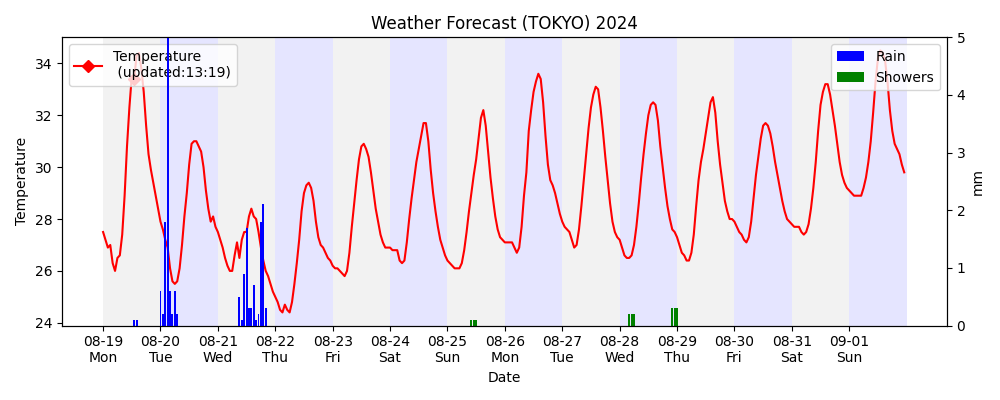 Weather Forecast (TOKYO) 2024
Temperature
(updated:13:19)
Rain
Showers
Temperature
34
32
30
28
26
24
5
4
3
2
1
0
mm
08-19 08-20 08-21 08-22 08-23 08-24 08-25 08-26 08-27 08-28 08-29 08-30 08-31 09-01
Mon Tue Wed Thu Fri Sat Sun Mon Tue Wed Thu Fri Sat Sun
Date